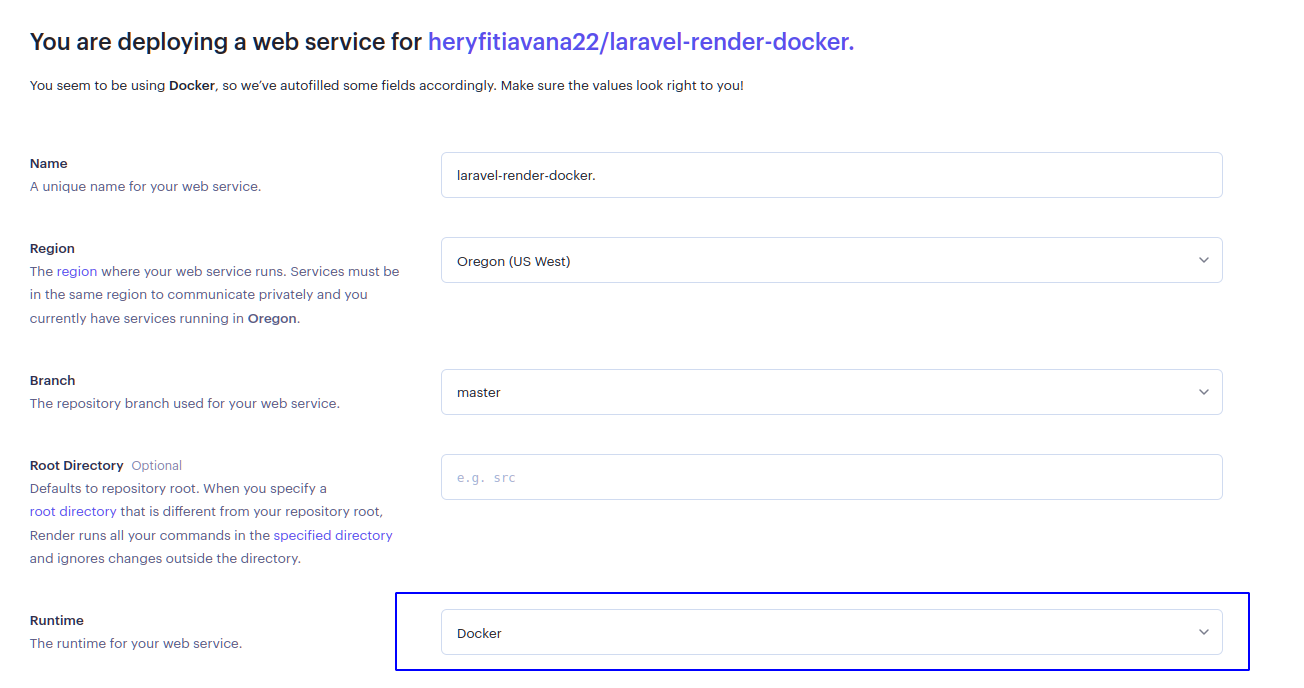 You are deploying a web service for heryfitiavana22/laravel-render-docker.
You seem to be using Docker, so we’ve autofilled some fields accordingly. Make sure the values look right to you!
Name
A unique name for your web service.
laravel-render-docker.
Region
The region where your web service runs. Services must be
in the same region to communicate privately and you
currently have services running in Oregon.
Oregon (US West)
Branch
The repository branch used for your web service.
master
Root Directory Optional
Defaults to repository root. When you specify a
root directory that is different from your repository root,
Render runs all your commands in the specified directory
and ignores changes outside the directory.
e.g. src
Runtime
The runtime for your web service.
Docker